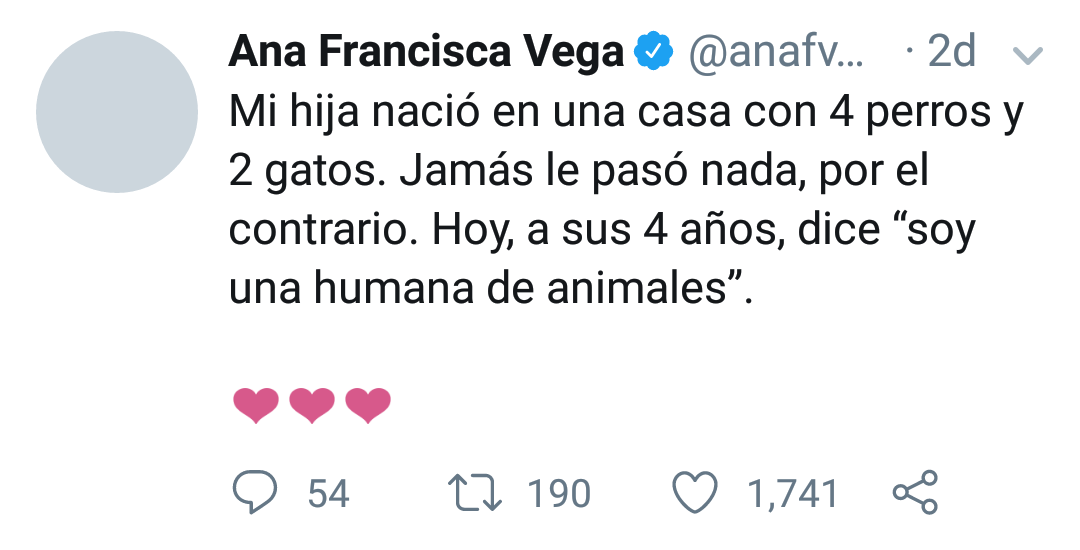 Ana Francisca Vega @anafv... · 2d
Mi hija nació en una casa con 4 perros y
2 gatos. Jamás le pasó nada, por el
contrario. Hoy, a sus 4 años, dice “soy
una humana de animales”.
54 190 1,741